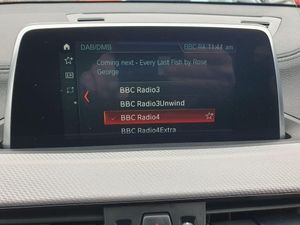 DAB/DMB
BBC R4 11:44 am
Coming next - Every Last Fish by Rose
George
BBC Radio3
BBC Radio3Unwind
BBC Radio4
BBC Radio4Extra